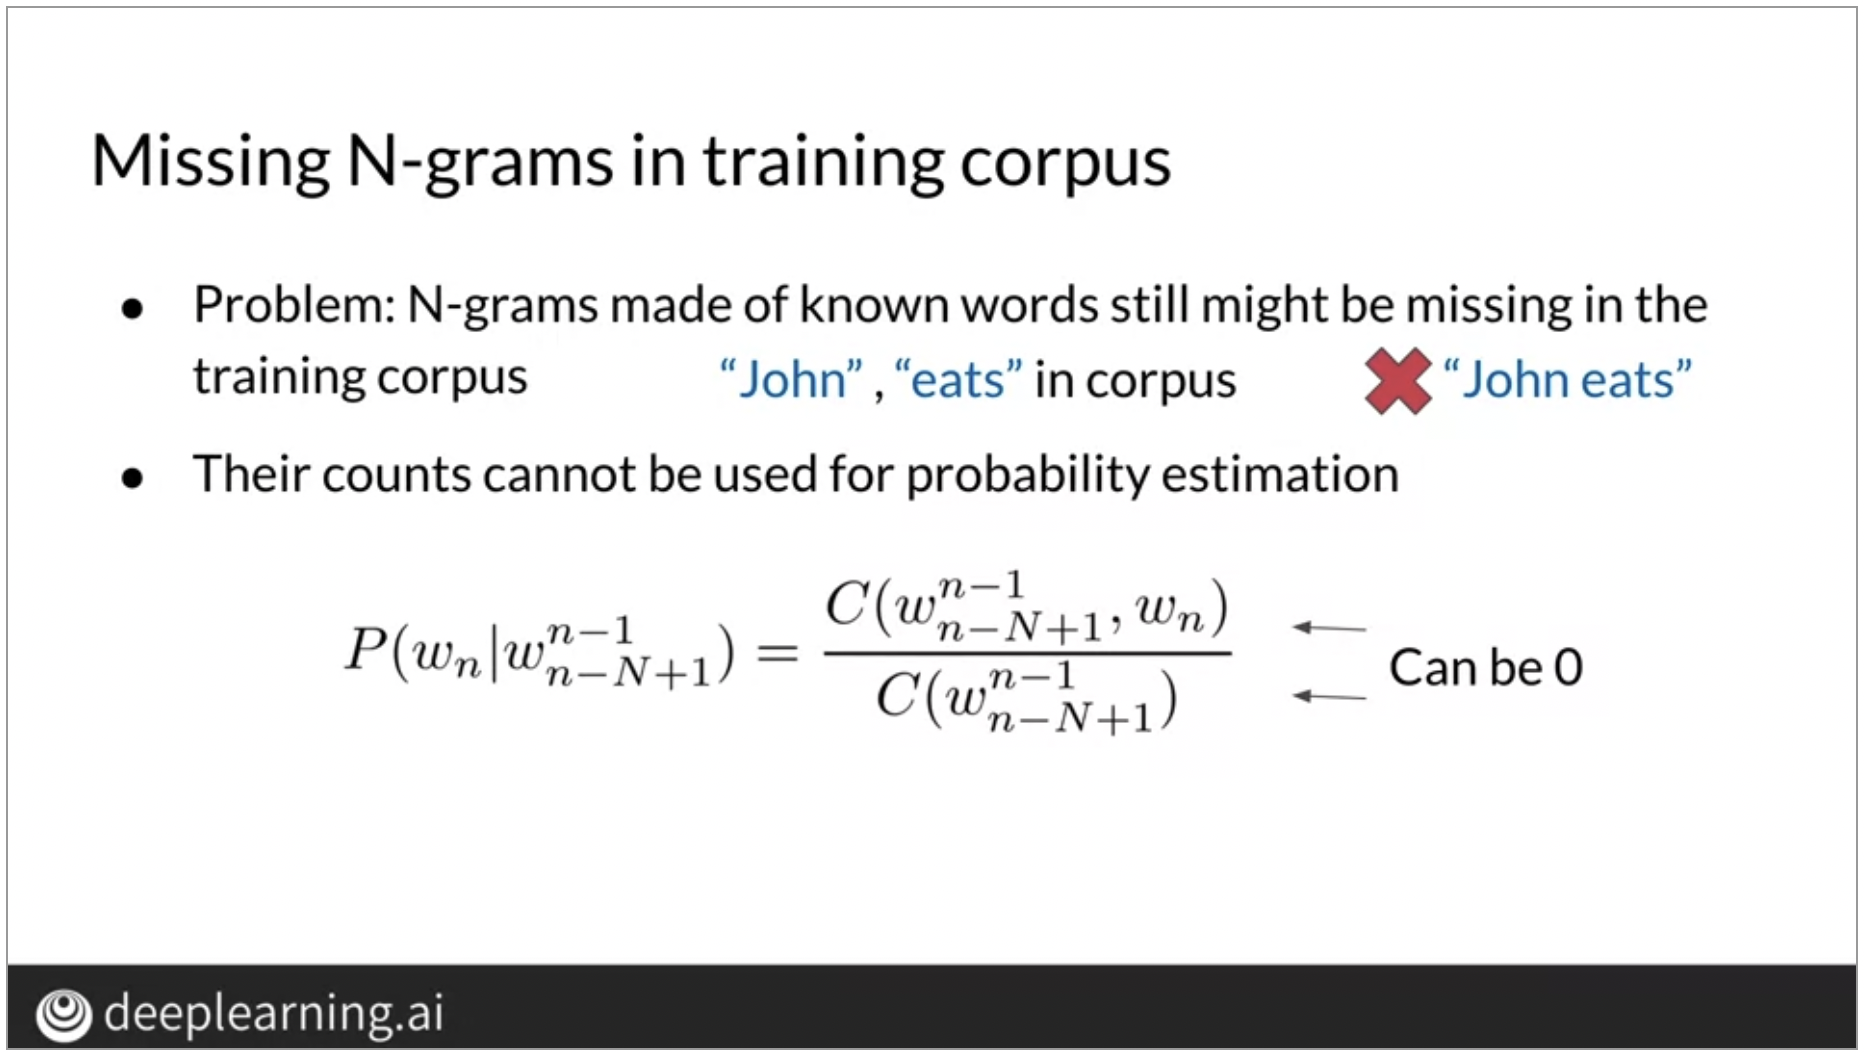 Missing N-grams in training corpus
● Problem: N-grams made of known words still might be missing in the
training corpus “John” , “eats” in corpus “John eats”
● Their counts cannot be used for probability estimation
P(w_n|w_{n-N+1}^{n-1}) = \frac{C(w_{n-N+1}^{n-1}, w_n)}{C(w_{n-N+1}^{n-1})}
Can be 0
deeplearning.ai